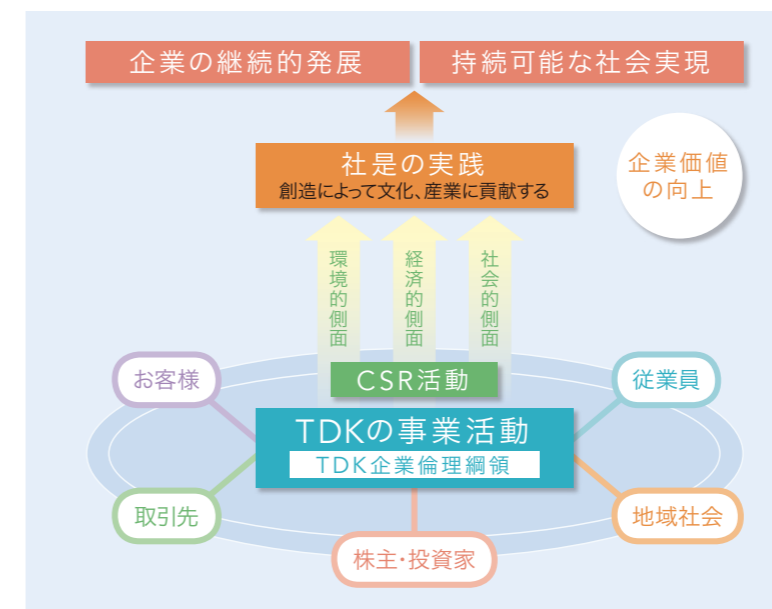 企業の継続的発展
持続可能な社会実現
社是の実践
創造によって文化、産業に貢献する
企業価値
の向上
環境的側面
経済的側面
社会的側面
CSR活動
お客様
従業員
TDKの事業活動
TDK企業倫理綱領
取引先
地域社会
株主・投資家